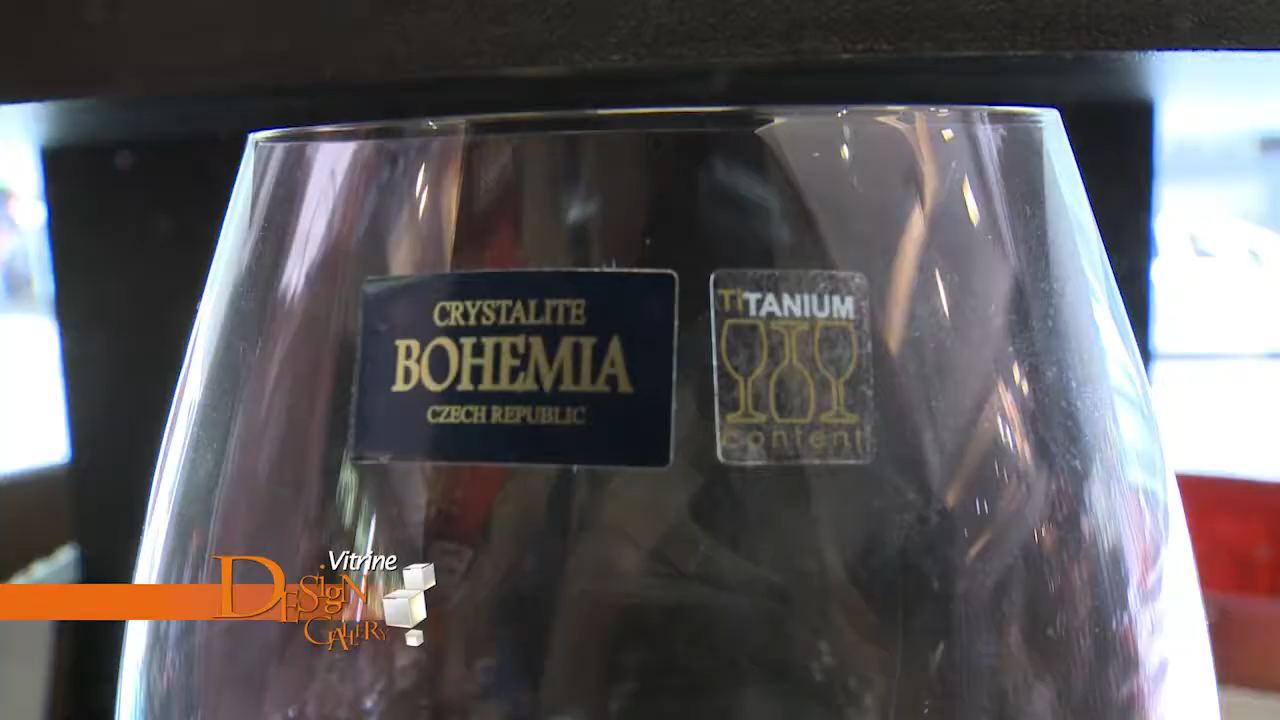 CRYSTALITE
BOHEMIA
CZECH REPUBLIC
TiTANIUM
content
Vitrine
DESigN
GALLERY